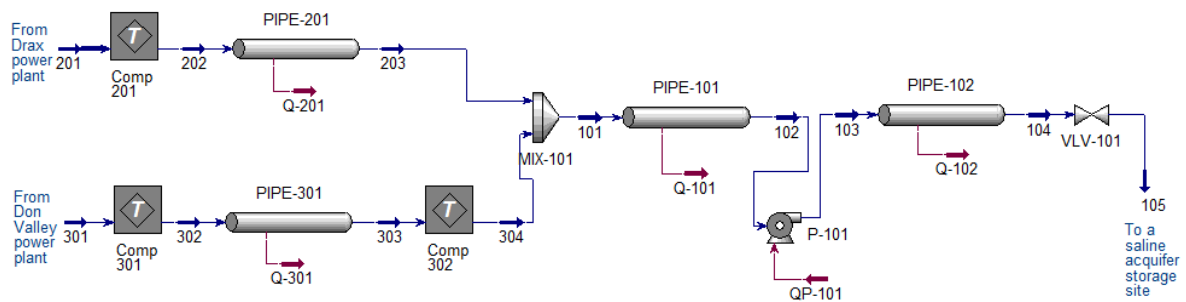 From
Drax
power
plant
201
T
Comp
201
202
PIPE-201
Q-201
203
MIX-101
101
PIPE-101
Q-101
102
P-101
QP-101
103
PIPE-102
Q-102
104
VLV-101
105
To a
saline
acquifer
storage
site
From
Don
Valley
power
plant
301
T
Comp
301
302
PIPE-301
Q-301
303
T
Comp
302
304